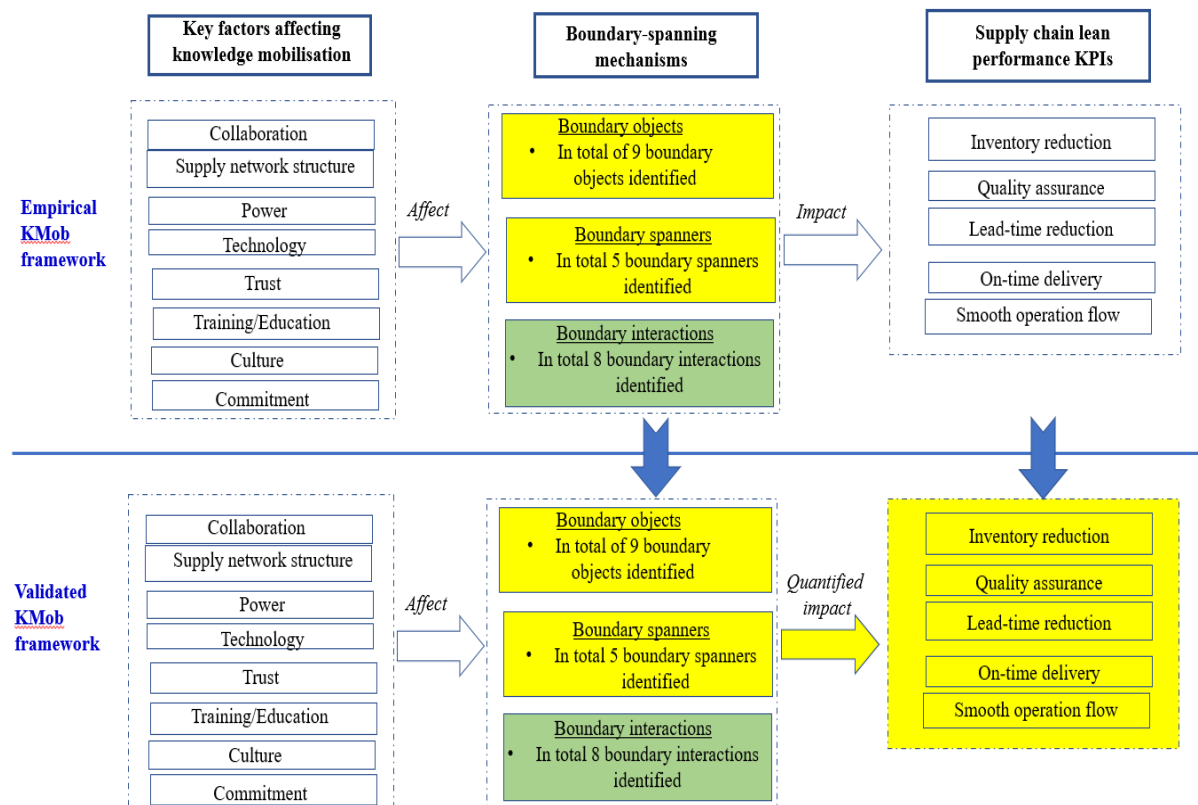 Key factors affecting
knowledge mobilisation
Boundary-spanning
mechanisms
Supply chain lean
performance KPIs
Empirical
KMob
framework
Collaboration
Supply network structure
Power
Technology
Trust
Training/Education
Culture
Commitment
Affect
Boundary objects
• In total of 9 boundary
objects identified
Boundary spanners
• In total 5 boundary spanners
identified
Boundary interactions
• In total 8 boundary interactions
identified
Impact
Inventory reduction
Quality assurance
Lead-time reduction
On-time delivery
Smooth operation flow
Validated
KMob
framework
Collaboration
Supply network structure
Power
Technology
Trust
Training/Education
Culture
Commitment
Affect
Boundary objects
• In total of 9 boundary
objects identified
Boundary spanners
• In total 5 boundary spanners
identified
Boundary interactions
• In total 8 boundary interactions
identified
Quantified
impact
Inventory reduction
Quality assurance
Lead-time reduction
On-time delivery
Smooth operation flow